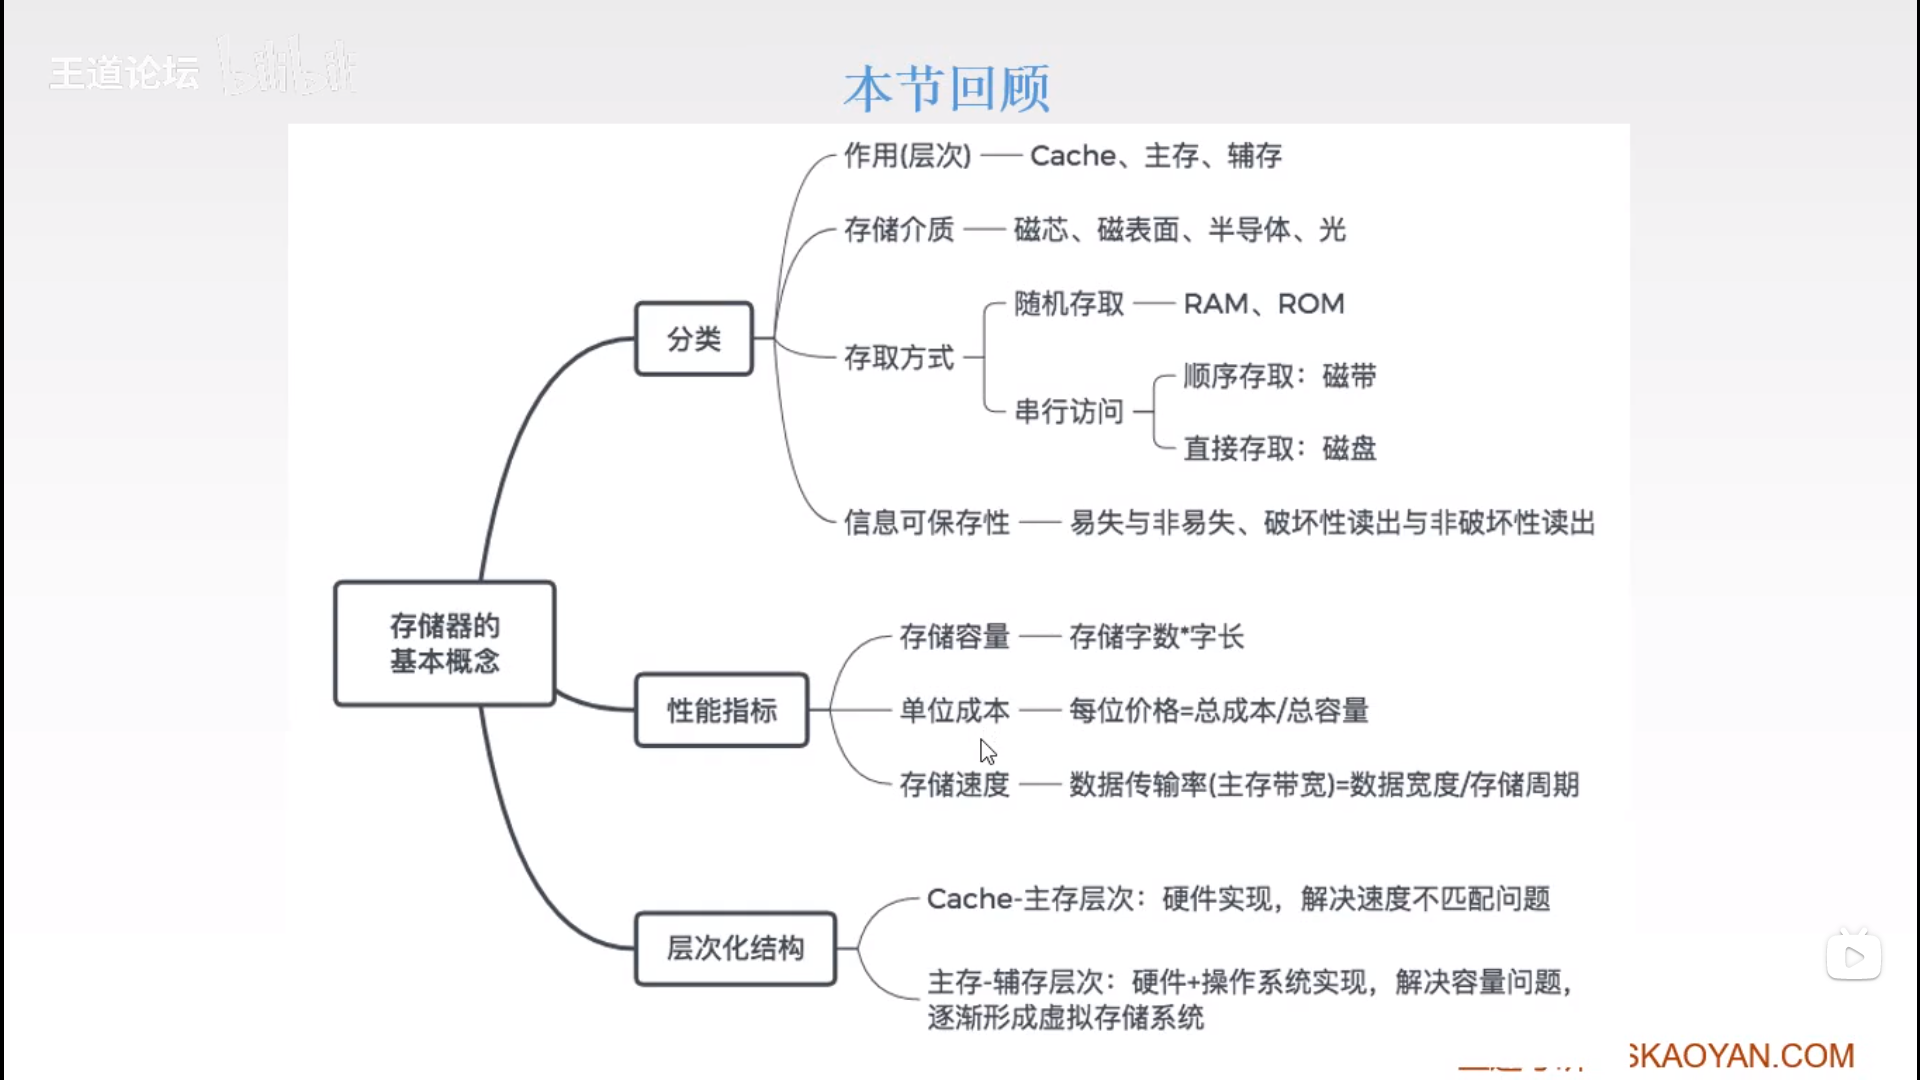 王道论坛 bilibili
本节回顾
作用(层次) Cache、主存、辅存
存储介质 磁芯、磁表面、半导体、光
随机存取 RAM、ROM
分类
存取方式
顺序存取：磁带
串行访问
直接存取：磁盘
信息可保存性 易失与非易失、破坏性读出与非破坏性读出
存储器的
基本概念
存储容量 存储字数*字长
性能指标
单位成本 每位价格=总成本/总容量
存储速度 数据传输率(主存带宽)=数据宽度/存储周期
Cache-主存层次：硬件实现，解决速度不匹配问题
层次化结构
主存-辅存层次：硬件+操作系统实现，解决容量问题，
逐渐形成虚拟存储系统
SKAOYAN.COM